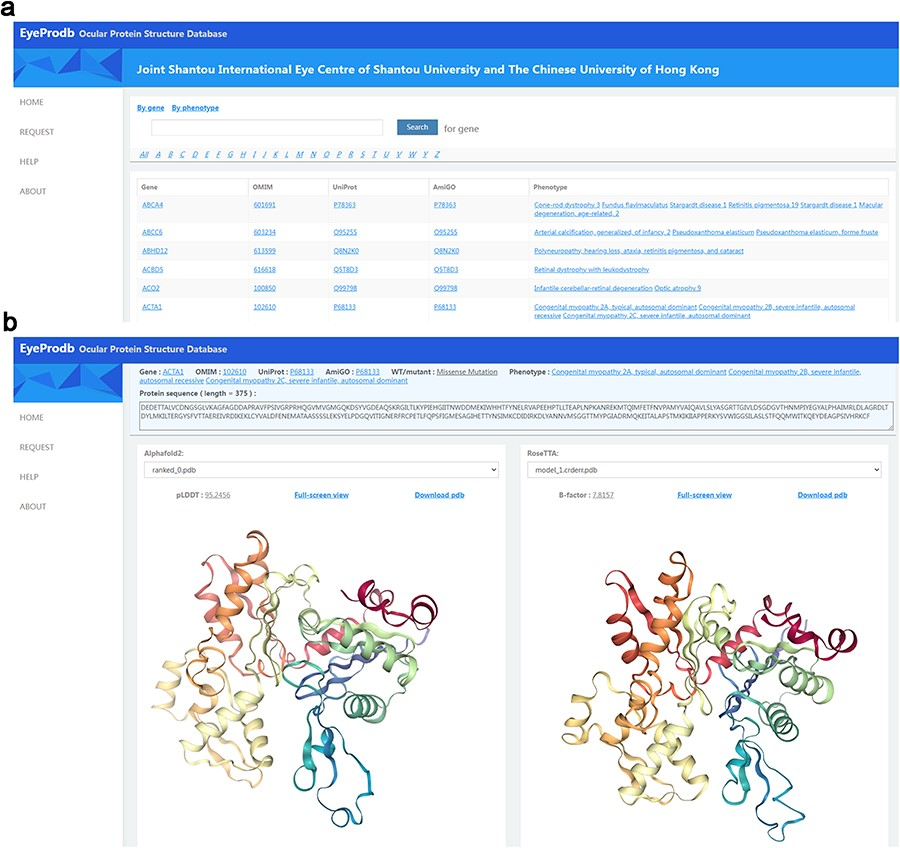 a
EyeProdb Ocular Protein Structure Database
Joint Shantou International Eye Centre of Shantou University and The Chinese University of Hong Kong
HOME
REQUEST
HELP
ABOUT
By gene By phenotype
Search for gene
All A B C D E F G H I J K L M N O P R S T U V W Y Z
Gene OMIM UniProt AmiGO Phenotype
ABCA4 601691 P78363 P78363 Cone-rod dystrophy 3 Fundus flavimaculatus Stargardt disease 1 Retinitis pigmentosa 19 Stargardt disease 1 Macular
degeneration, age-related, 2
ABCC6 603234 O95255 O95255 Arterial calcification, generalized, of infancy, 2 Pseudoxanthoma elasticum Pseudoxanthoma elasticum, forme fruste
ABHD12 613599 Q8N2K0 Q8N2K0 Polyneuropathy, hearing loss, ataxia, retinitis pigmentosa, and cataract
ACBD5 616618 Q5T8D3 Q5T8D3 Retinal dystrophy with leukodystrophy
ACO2 100850 Q99798 Q99798 Infantile cerebellar-retinal degeneration Optic atrophy 9
ACTA1 102610 P68133 P68133 Congenital myopathy 2A, typical, autosomal dominant Congenital myopathy 2B, severe infantile, autosomal
recessive Congenital myopathy 2C, severe infantile, autosomal dominant
b
EyeProdb Ocular Protein Structure Database
HOME
REQUEST
HELP
ABOUT
Gene : ACTA1 OMIM : 102610 UniProt : P68133 AmiGO : P68133 WT/mutant : Missense Mutation Phenotype : Congenital myopathy 2A, typical, autosomal dominant Congenital myopathy 2B, severe infantile,
autosomal recessive Congenital myopathy 2C, severe infantile, autosomal dominant
Protein sequence ( length = 375 ) :
Alphafold2:
ranked_0.pdb
pLDDT : 95.2456 Full-screen view Download pdb
RoseTTA:
model_1.crderr.pdb
B-factor : 7.8157 Full-screen view Download pdb